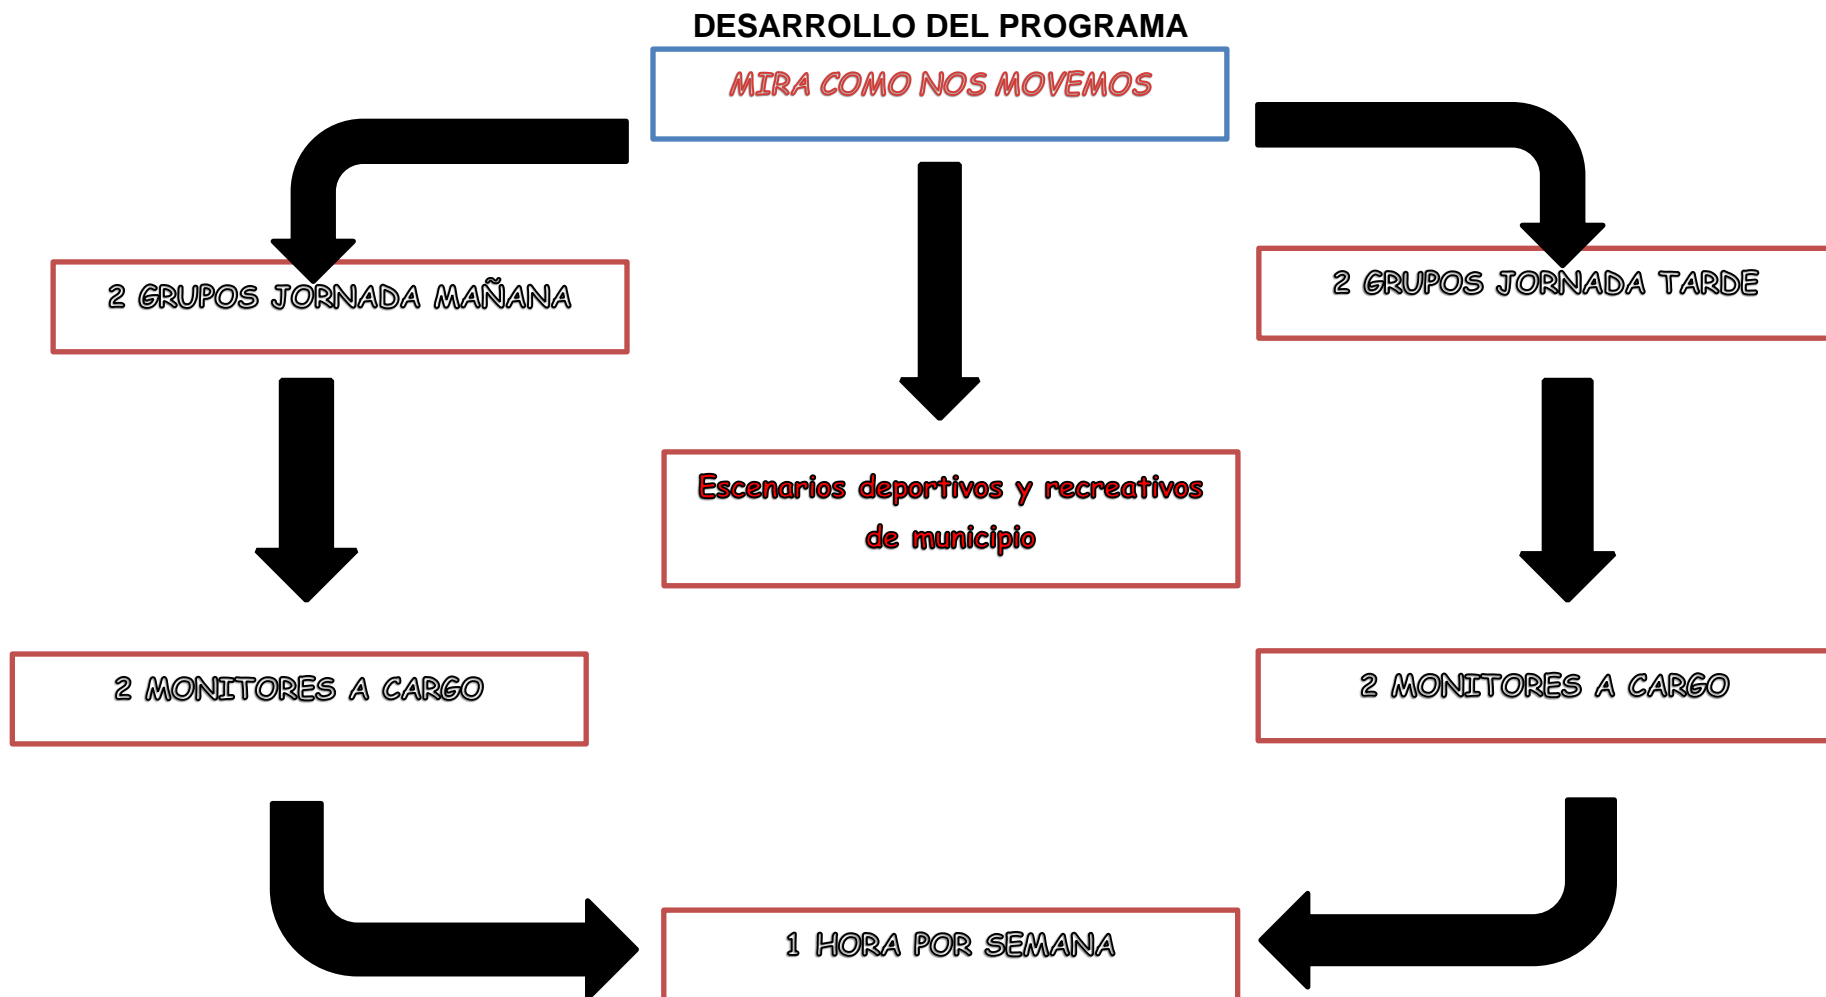 DESARROLLO DEL PROGRAMA
MIRA COMO NOS MOVEMOS
2 GRUPOS JORNADA MAÑANA
2 GRUPOS JORNADA TARDE
Escenarios deportivos y recreativos
de municipio
2 MONITORES A CARGO
2 MONITORES A CARGO
1 HORA POR SEMANA